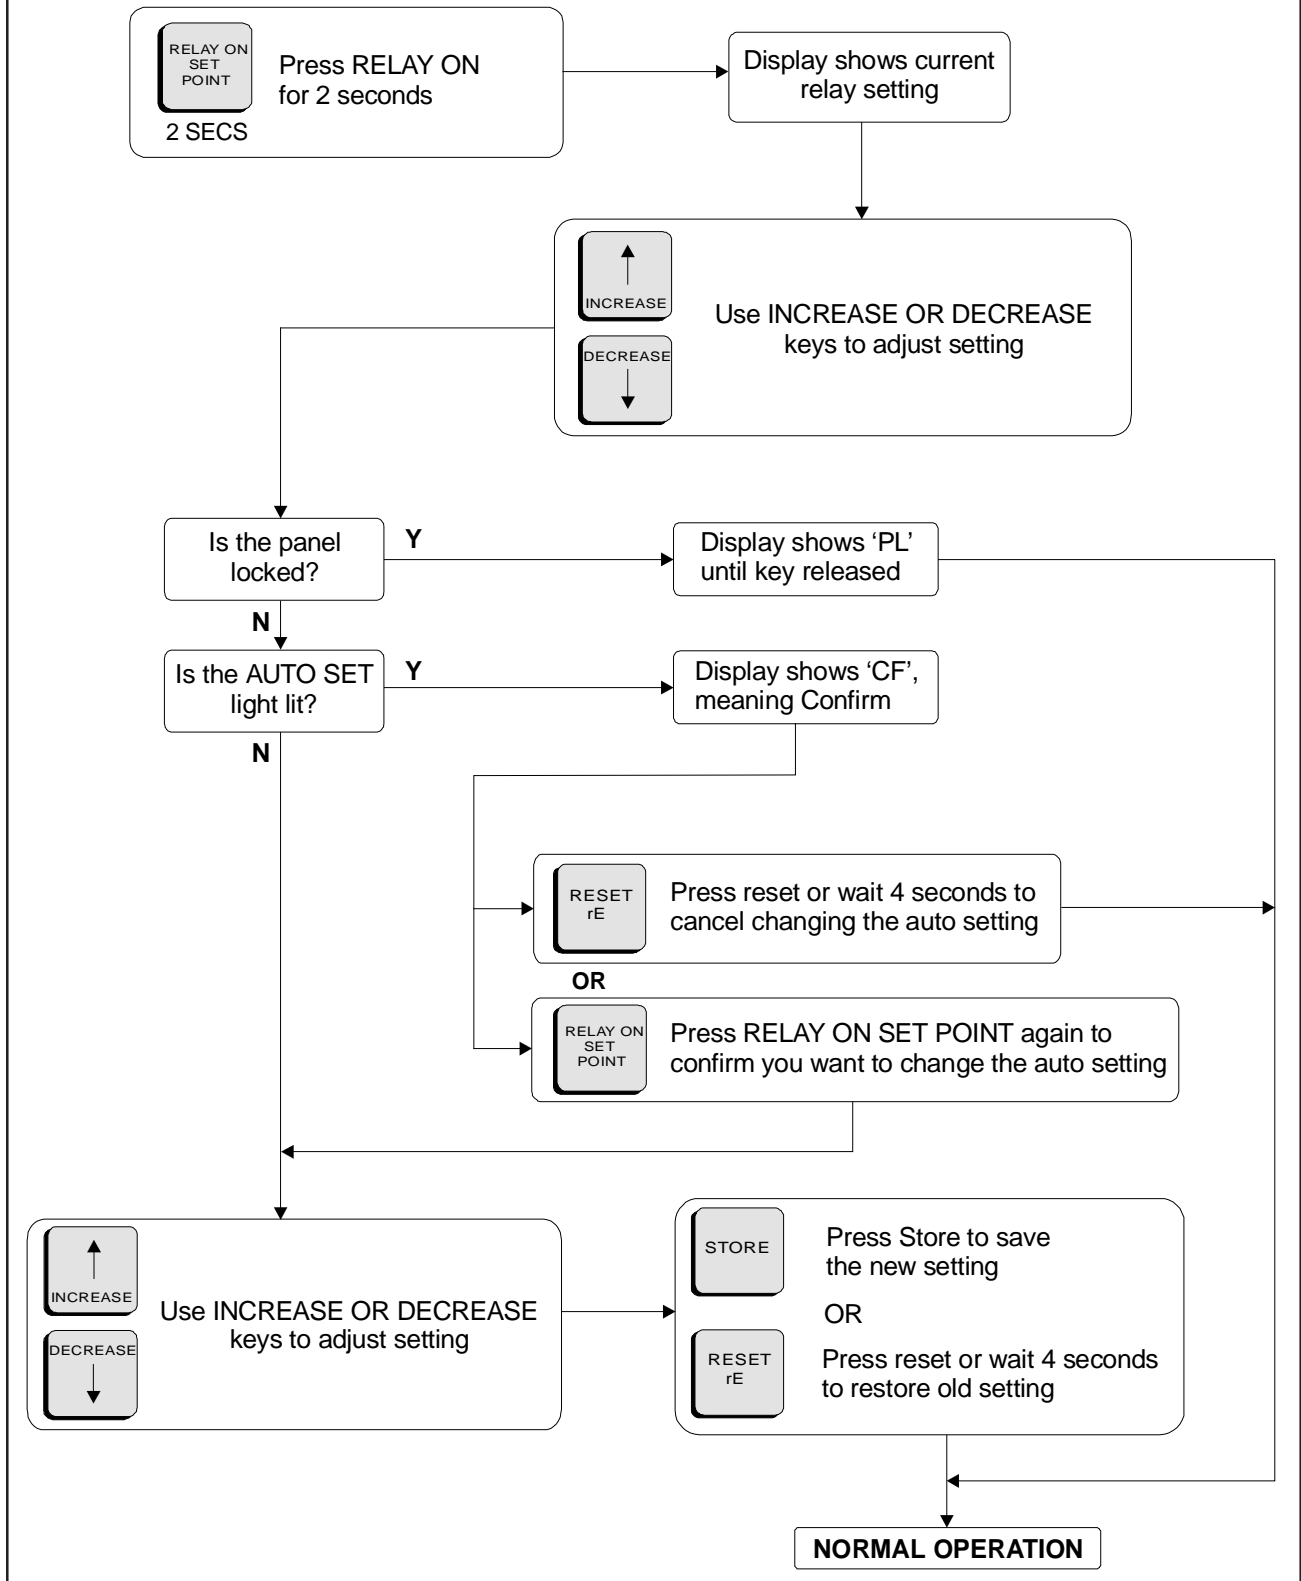 RELAY ON
SET
POINT
2 SECS
Press RELAY ON
for 2 seconds
Display shows current
relay setting
INCREASE
DECREASE
Use INCREASE OR DECREASE
keys to adjust setting
Is the panel
locked?
Y
Display shows ‘PL’
until key released
N
Is the AUTO SET
light lit?
Y
Display shows ‘CF’,
meaning Confirm
N
RESET
rE
Press reset or wait 4 seconds to
cancel changing the auto setting
OR
RELAY ON
SET
POINT
Press RELAY ON SET POINT again to
confirm you want to change the auto setting
INCREASE
DECREASE
Use INCREASE OR DECREASE
keys to adjust setting
STORE
Press Store to save
the new setting
OR
RESET
rE
Press reset or wait 4 seconds
to restore old setting
NORMAL OPERATION